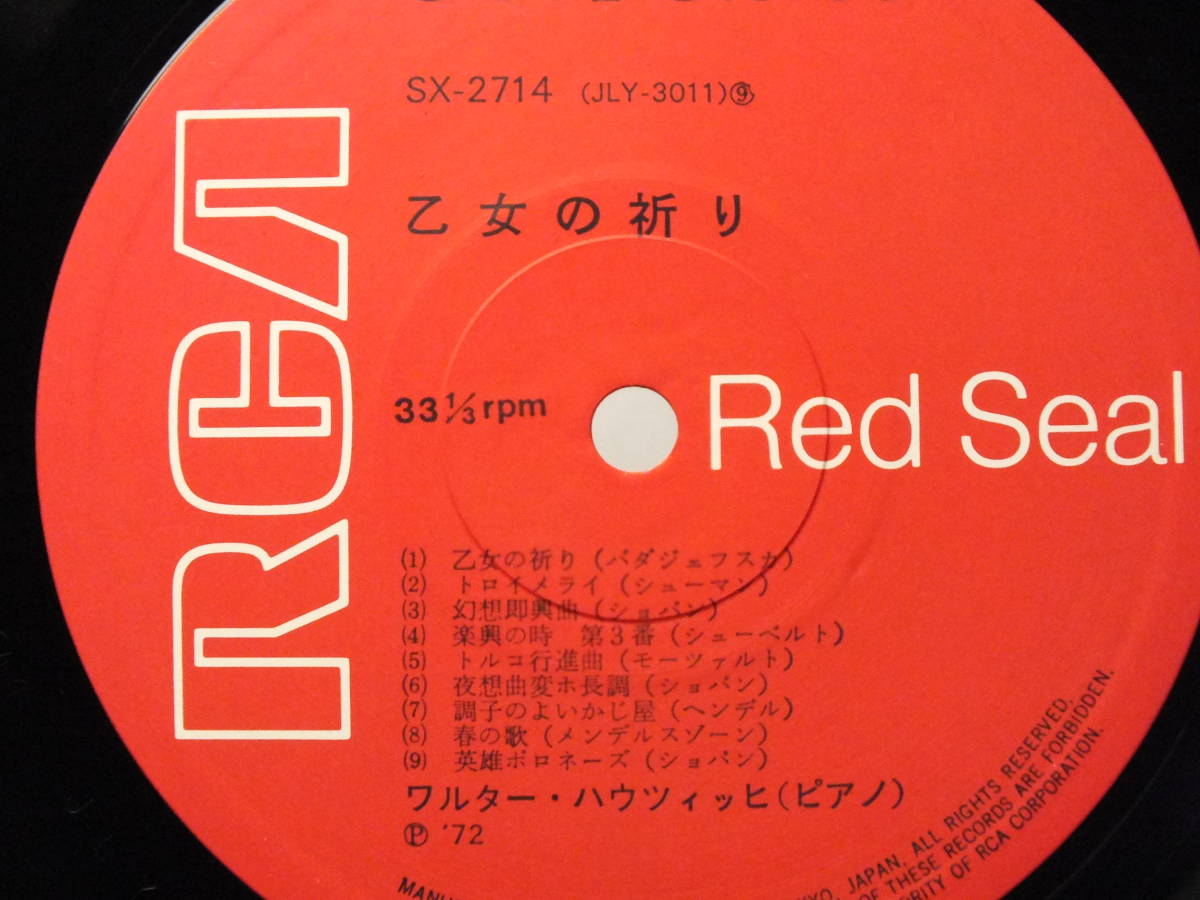 SX-2714 (JLY-3011)⑨
乙女の祈り
RCA
33⅓ rpm
Red Seal
(1) 乙女の祈り (バダジェフスカ)
(2) トロイメライ (シューマン)
(3) 幻想即興曲 (ショパン)
(4) 楽興の時 第3番 (シューベルト)
(5) トルコ行進曲 (モーツァルト)
(6) 夜想曲変ホ長調 (ショパン)
(7) 調子のよいかじ屋 (ヘンデル)
(8) 春の歌 (メンデルスゾーン)
(9) 英雄ポロネーズ (ショパン)
ワルター・ハウツィッヒ(ピアノ)
Ⓟ '72
JAPAN. ALL RIGHTS RESERVED.
OF THESE RECORDS ARE FORBIDDEN.
OF RCA CORPORATION.